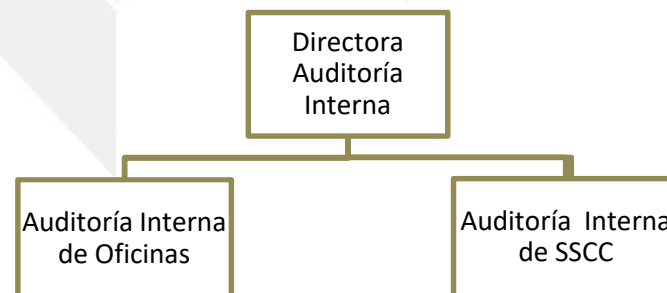 Directora
Auditoría
Interna
Auditoría Interna
de Oficinas
Auditoría Interna
de SSCC